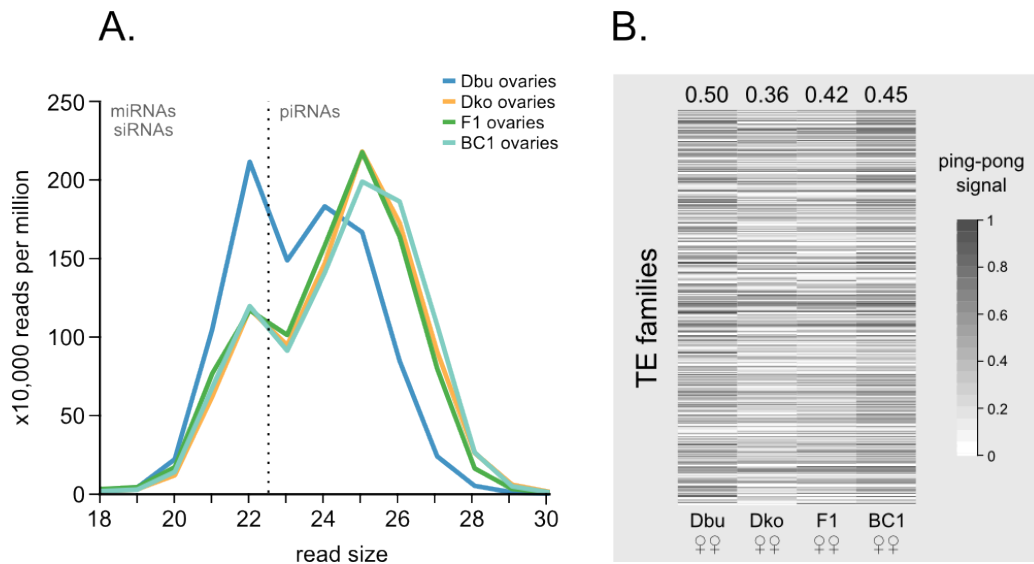 A.
Dbu ovaries
Dko ovaries
F1 ovaries
BC1 ovaries
miRNAs
siRNAs
piRNAs
x10,000 reads per million
250
200
150
100
50
0
18
20
22
24
26
28
30
read size
B.
0.50 0.36 0.42 0.45
TE families
Dbu Dko F1 BC1
♀♀ ♀♀ ♀♀ ♀♀
ping-pong
signal
1
0.8
0.6
0.4
0.2
0